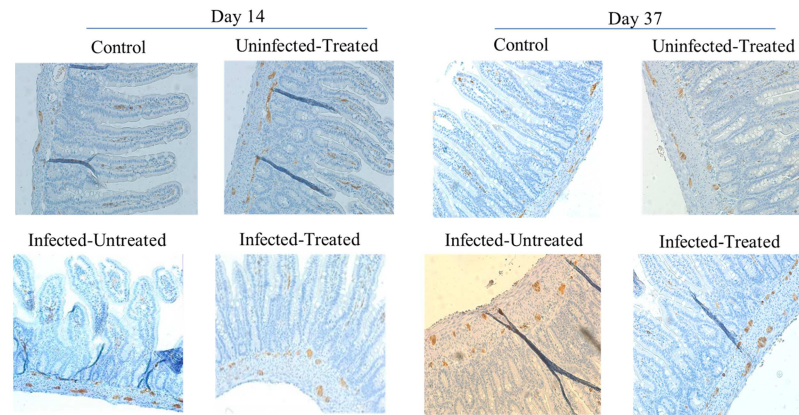 Day 14
Day 37
Control
Uninfected-Treated
Control
Uninfected-Treated
Infected-Untreated
Infected-Treated
Infected-Untreated
Infected-Treated